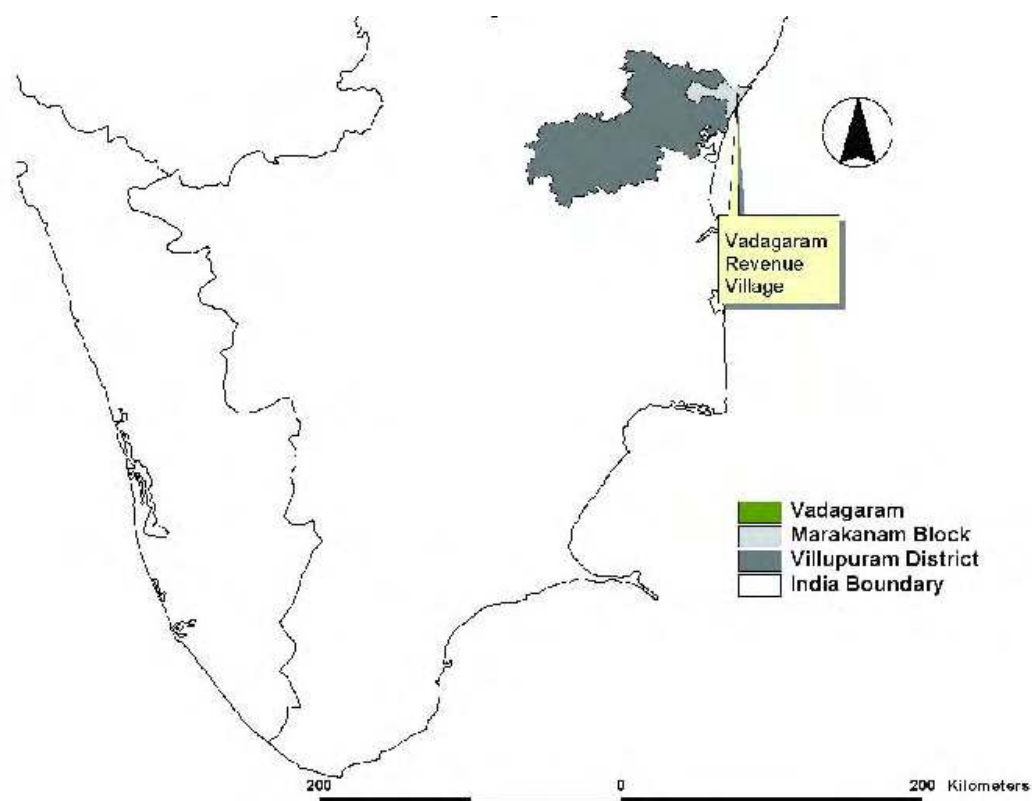 Vadagaram
Revenue
Village
Vadagaram
Marakanam Block
Villupuram District
India Boundary
200 0 200 Kilometers